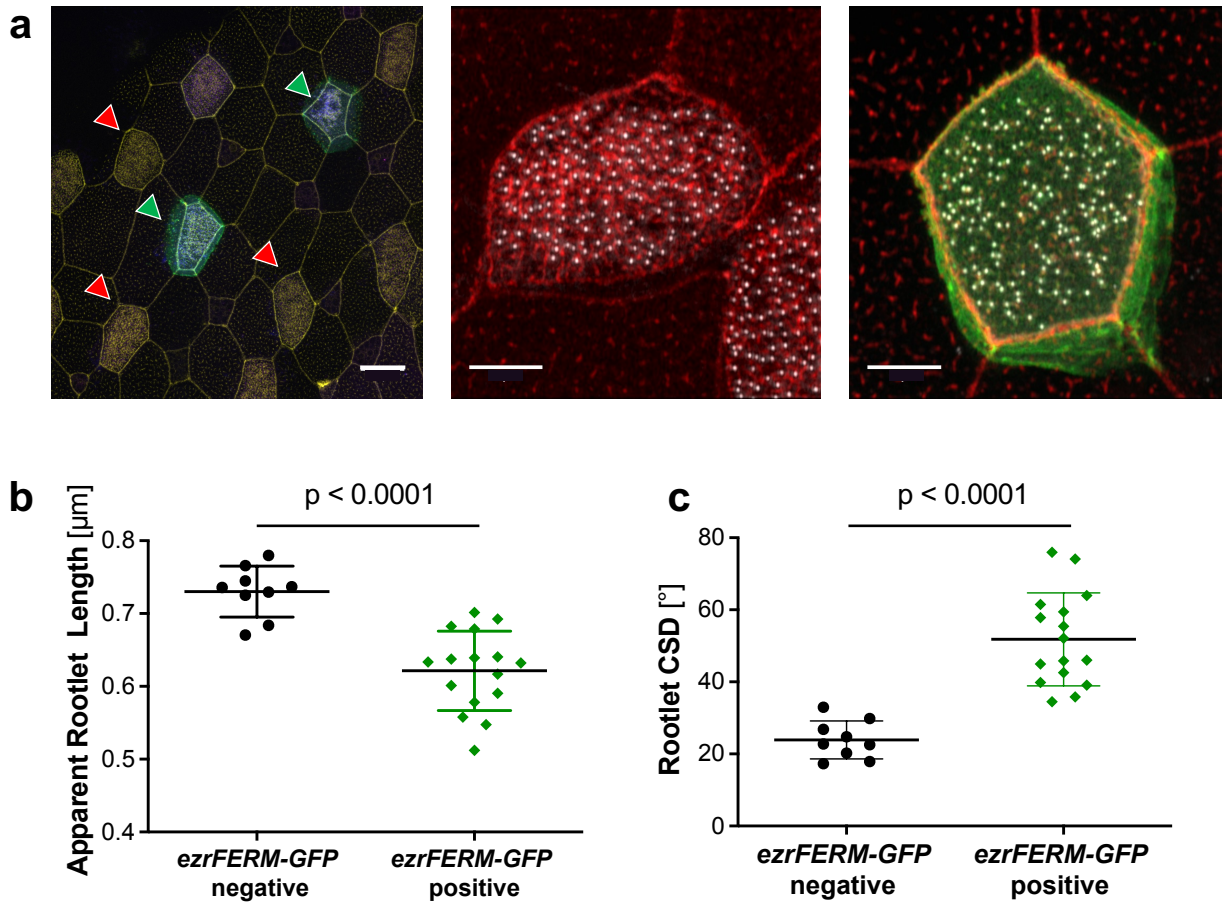 a
b
c
p < 0.0001
p < 0.0001
Apparent Rootlet Length [µm]
0.8
0.7
0.6
0.5
0.4
ezrFERM-GFP
negative
ezrFERM-GFP
positive
Rootlet CSD [°]
80
60
40
20
0
ezrFERM-GFP
negative
ezrFERM-GFP
positive